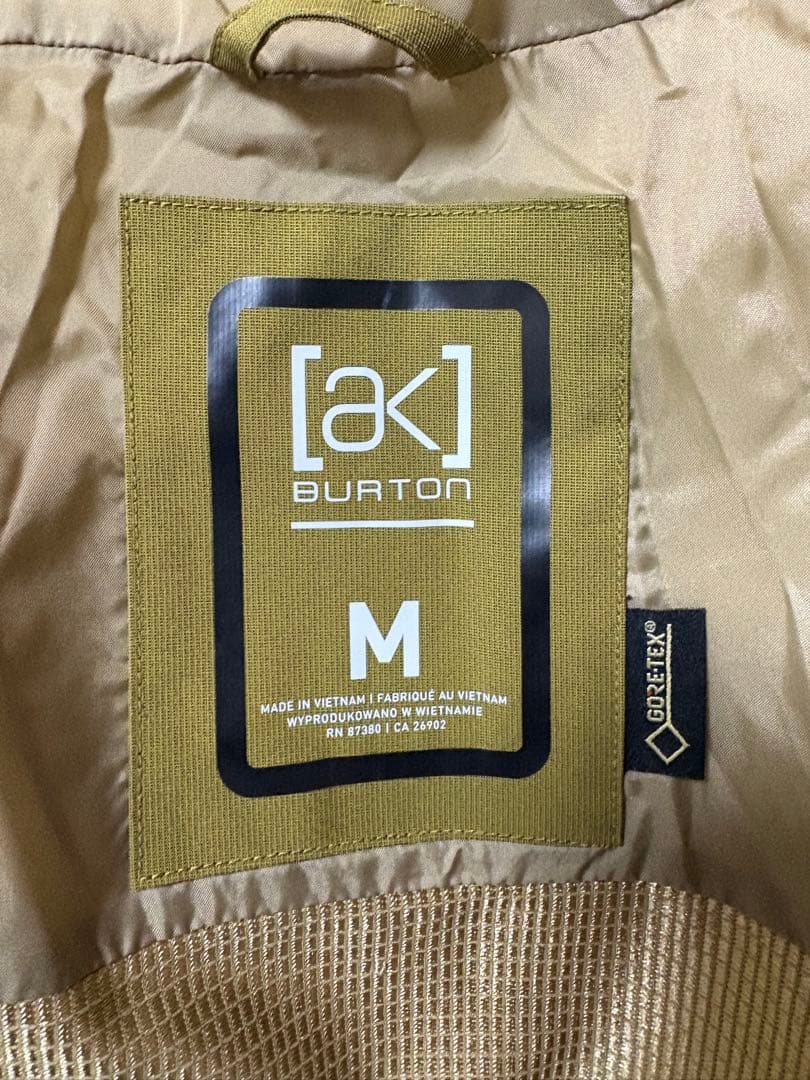 [ak]
BURTON
M
MADE IN VIETNAM | FABRIQUÉ AU VIETNAM
WYPRODUKOWANO W WIETNAMIE
RN 87380 | CA 26902
GORE-TEX®